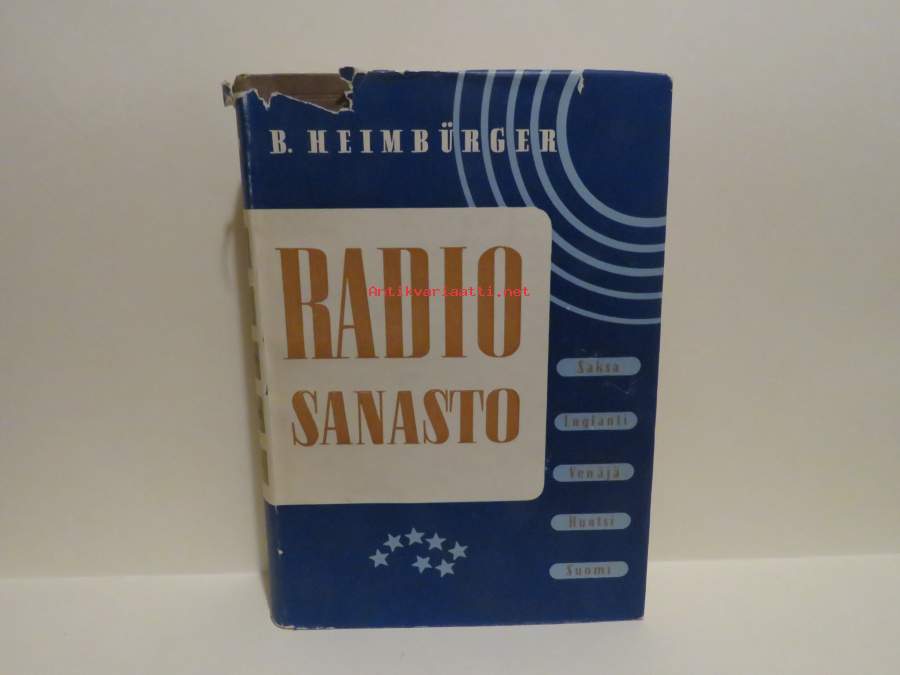 B. HEIMBÜRGER
RADIO
Antikvariaatti.net
SANASTO
Saksa
Englanti
Venäjä
Ruotsi
Suomi